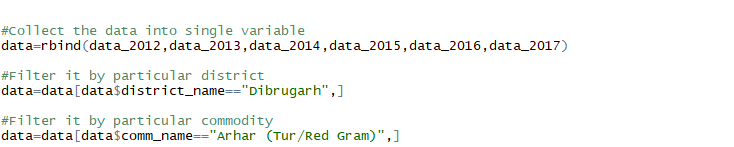 #Collect the data into single variable
data=rbind(data_2012,data_2013,data_2014,data_2015,data_2016,data_2017)
#Filter it by particular district
data=data[data$district_name=="Dibrugarh",]
#Filter it by particular commodity
data=data[data$comm_name=="Arhar (Tur/Red Gram)",]